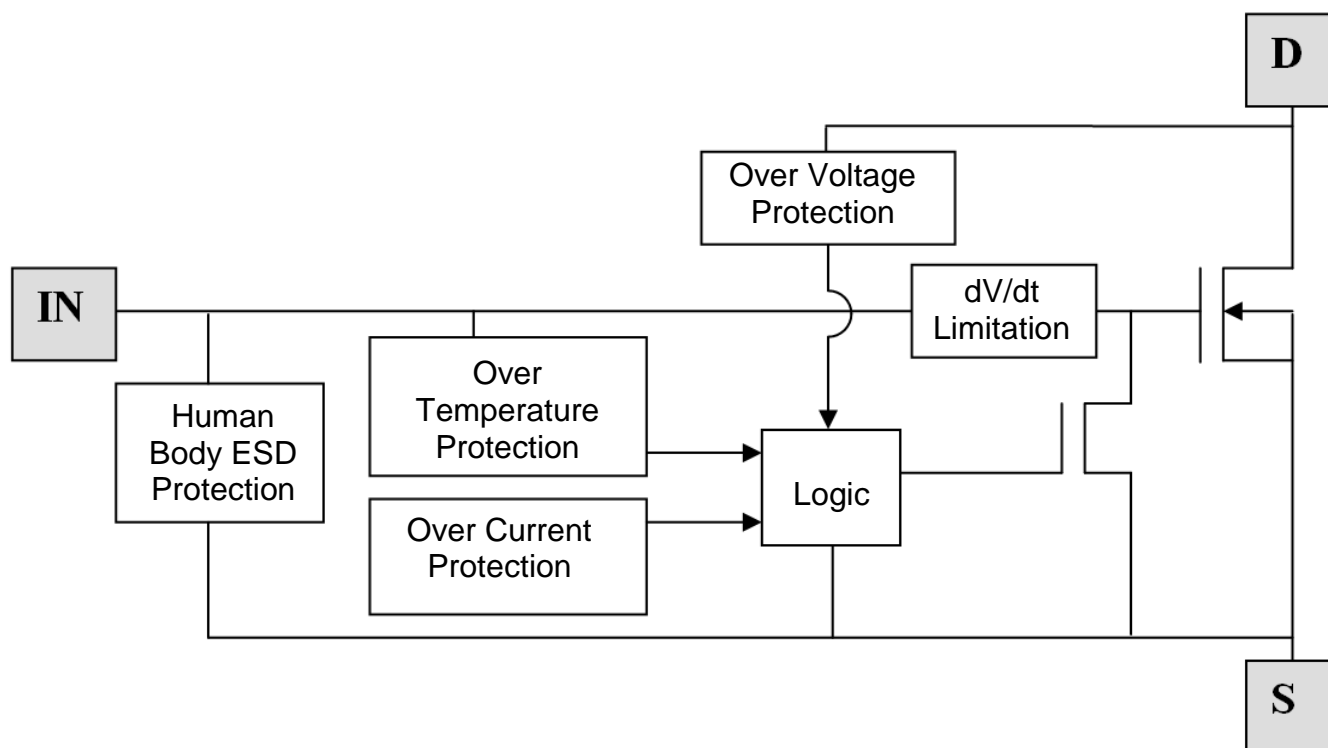 D
Over Voltage
Protection
IN
dV/dt
Limitation
Over
Temperature
Protection
Human
Body ESD
Protection
Logic
Over Current
Protection
S